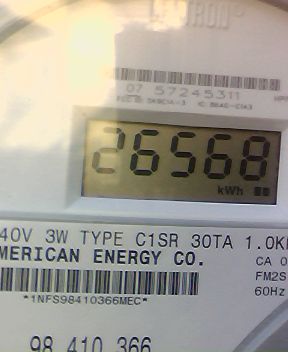 CENTRON
07 57245311
26568
kWh
40V 3W TYPE C1SR 30TA 1.0K
MERICAN ENERGY CO.
CA 0
FM2S
60Hz
*1NFS98410366MEC*
98 410 366